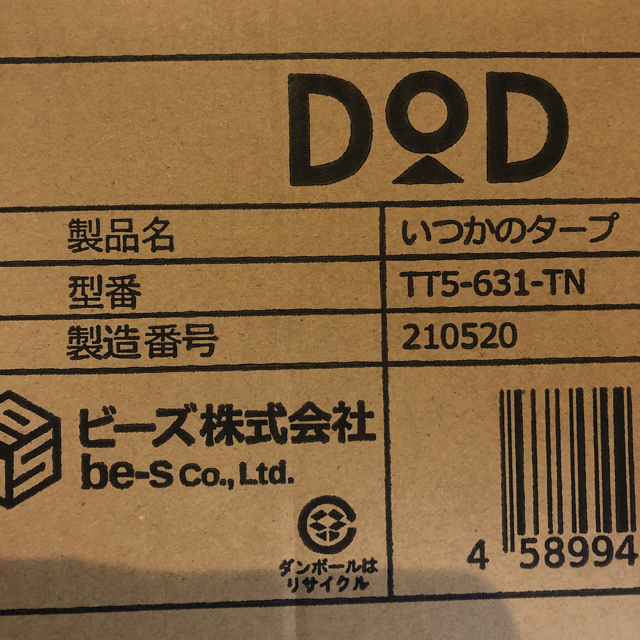 DOD
製品名 いつかのタープ
型番 TT5-631-TN
製造番号 210520
ビーズ株式会社
be-s Co., Ltd.
ダンボールは
リサイクル
4 58994